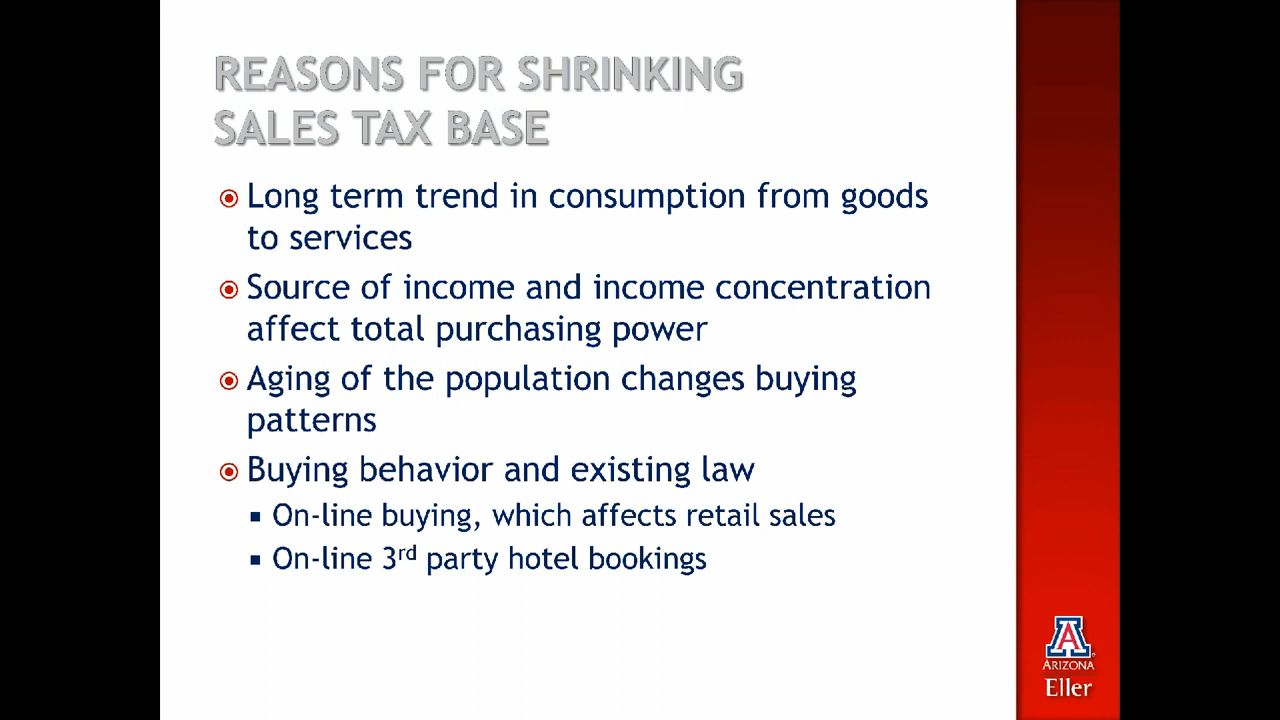 REASONS FOR SHRINKING
SALES TAX BASE
Long term trend in consumption from goods
to services
Source of income and income concentration
affect total purchasing power
Aging of the population changes buying
patterns
Buying behavior and existing law
On-line buying, which affects retail sales
On-line 3rd party hotel bookings
A
ARIZONA
Eller